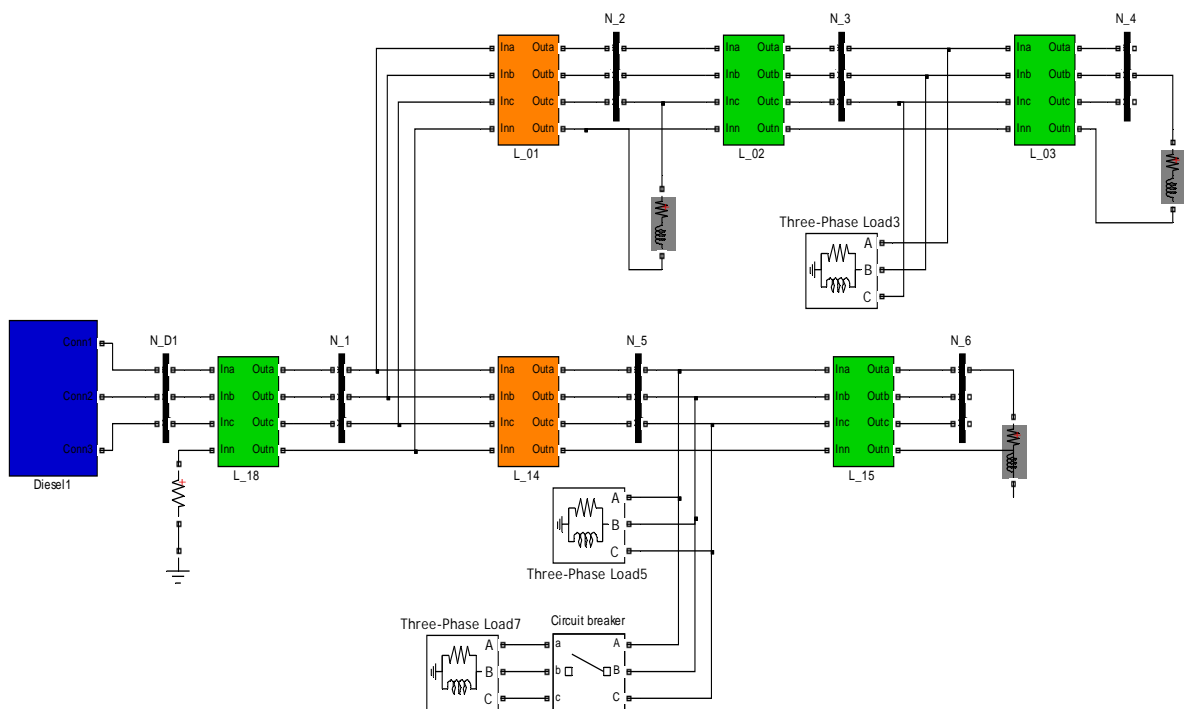 N_2
N_3
N_4
Ina Outa
Inb Outb
Inc Outc
Inn Outn
L_01
Ina Outa
Inb Outb
Inc Outc
Inn Outn
L_02
Ina Outa
Inb Outb
Inc Outc
Inn Outn
L_03
Three-Phase Load3
A
B
C
Conn1
Conn2
Conn3
Diesel1
N_D1
Ina Outa
Inb Outb
Inc Outc
Inn Outn
L_18
N_1
Ina Outa
Inb Outb
Inc Outc
Inn Outn
L_14
N_5
Ina Outa
Inb Outb
Inc Outc
Inn Outn
L_15
N_6
A
B
C
Three-Phase Load5
Three-Phase Load7
A
B
C
Circuit breaker
a A
b B
c C